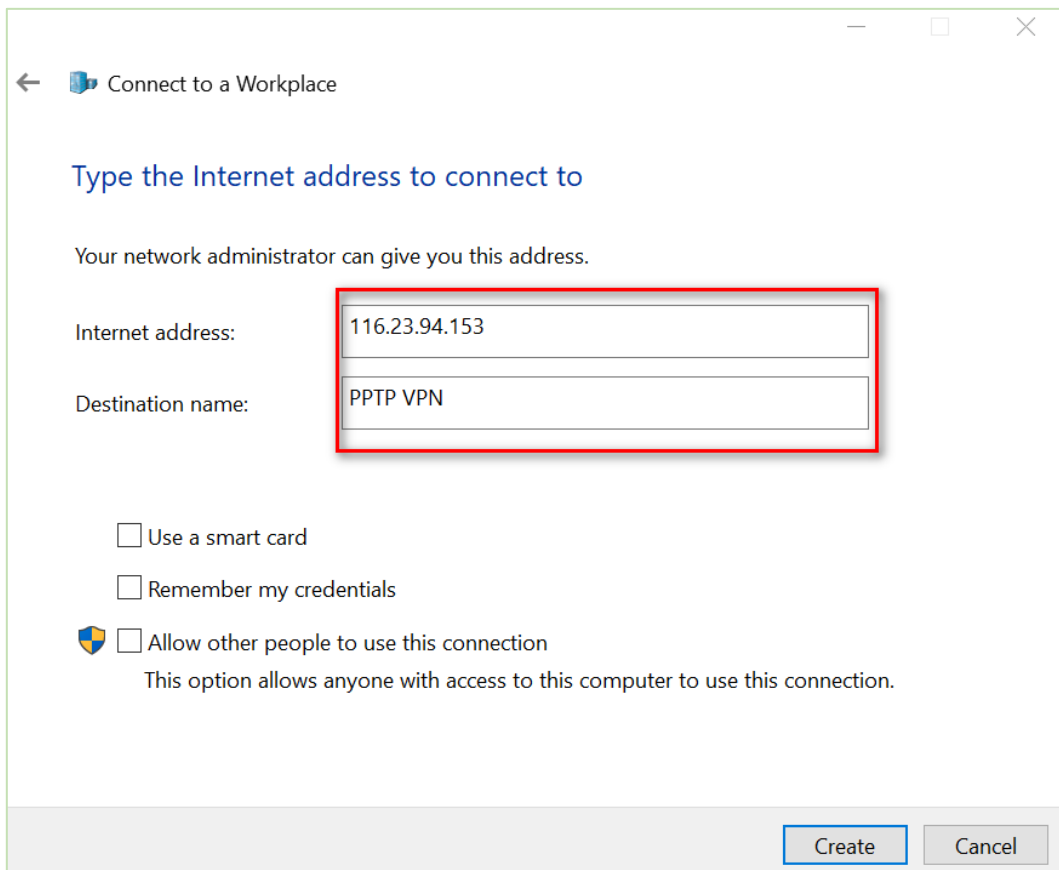 Connect to a Workplace
Type the Internet address to connect to
Your network administrator can give you this address.
Internet address:
116.23.94.153
Destination name:
PPTP VPN
Use a smart card
Remember my credentials
Allow other people to use this connection
This option allows anyone with access to this computer to use this connection.
Create
Cancel